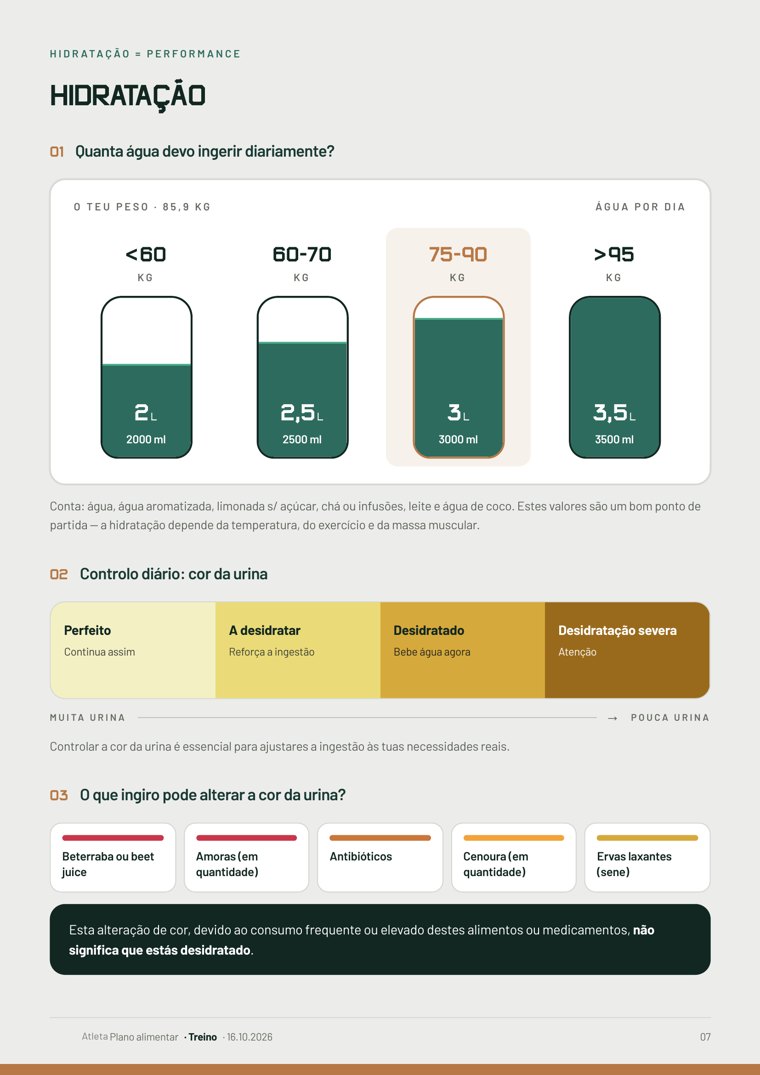 HIDRATAÇÃO = PERFORMANCE
HIDRATAÇÃO
01 Quanta água devo ingerir diariamente?
O TEU PESO · 85,9 KG
ÁGUA POR DIA
<60
KG
2 L
2000 ml
60-70
KG
2,5 L
2500 ml
75-90
KG
3 L
3000 ml
>95
KG
3,5 L
3500 ml
Conta: água, água aromatizada, limonada s/ açúcar, chá ou infusões, leite e água de coco. Estes valores são um bom ponto de
partida — a hidratação depende da temperatura, do exercício e da massa muscular.
02 Controlo diário: cor da urina
Perfeito
Continua assim
A desidratar
Reforça a ingestão
Desidratado
Bebe água agora
Desidratação severa
Atenção
MUITA URINA → POUCA URINA
Controlar a cor da urina é essencial para ajustares a ingestão às tuas necessidades reais.
03 O que ingiro pode alterar a cor da urina?
Beterraba ou beet
juice
Amoras (em
quantidade)
Antibióticos
Cenoura (em
quantidade)
Ervas laxantes
(sene)
Esta alteração de cor, devido ao consumo frequente ou elevado destes alimentos ou medicamentos, não
significa que estás desidratado.
Atleta Plano alimentar · Treino · 16.10.2026
07